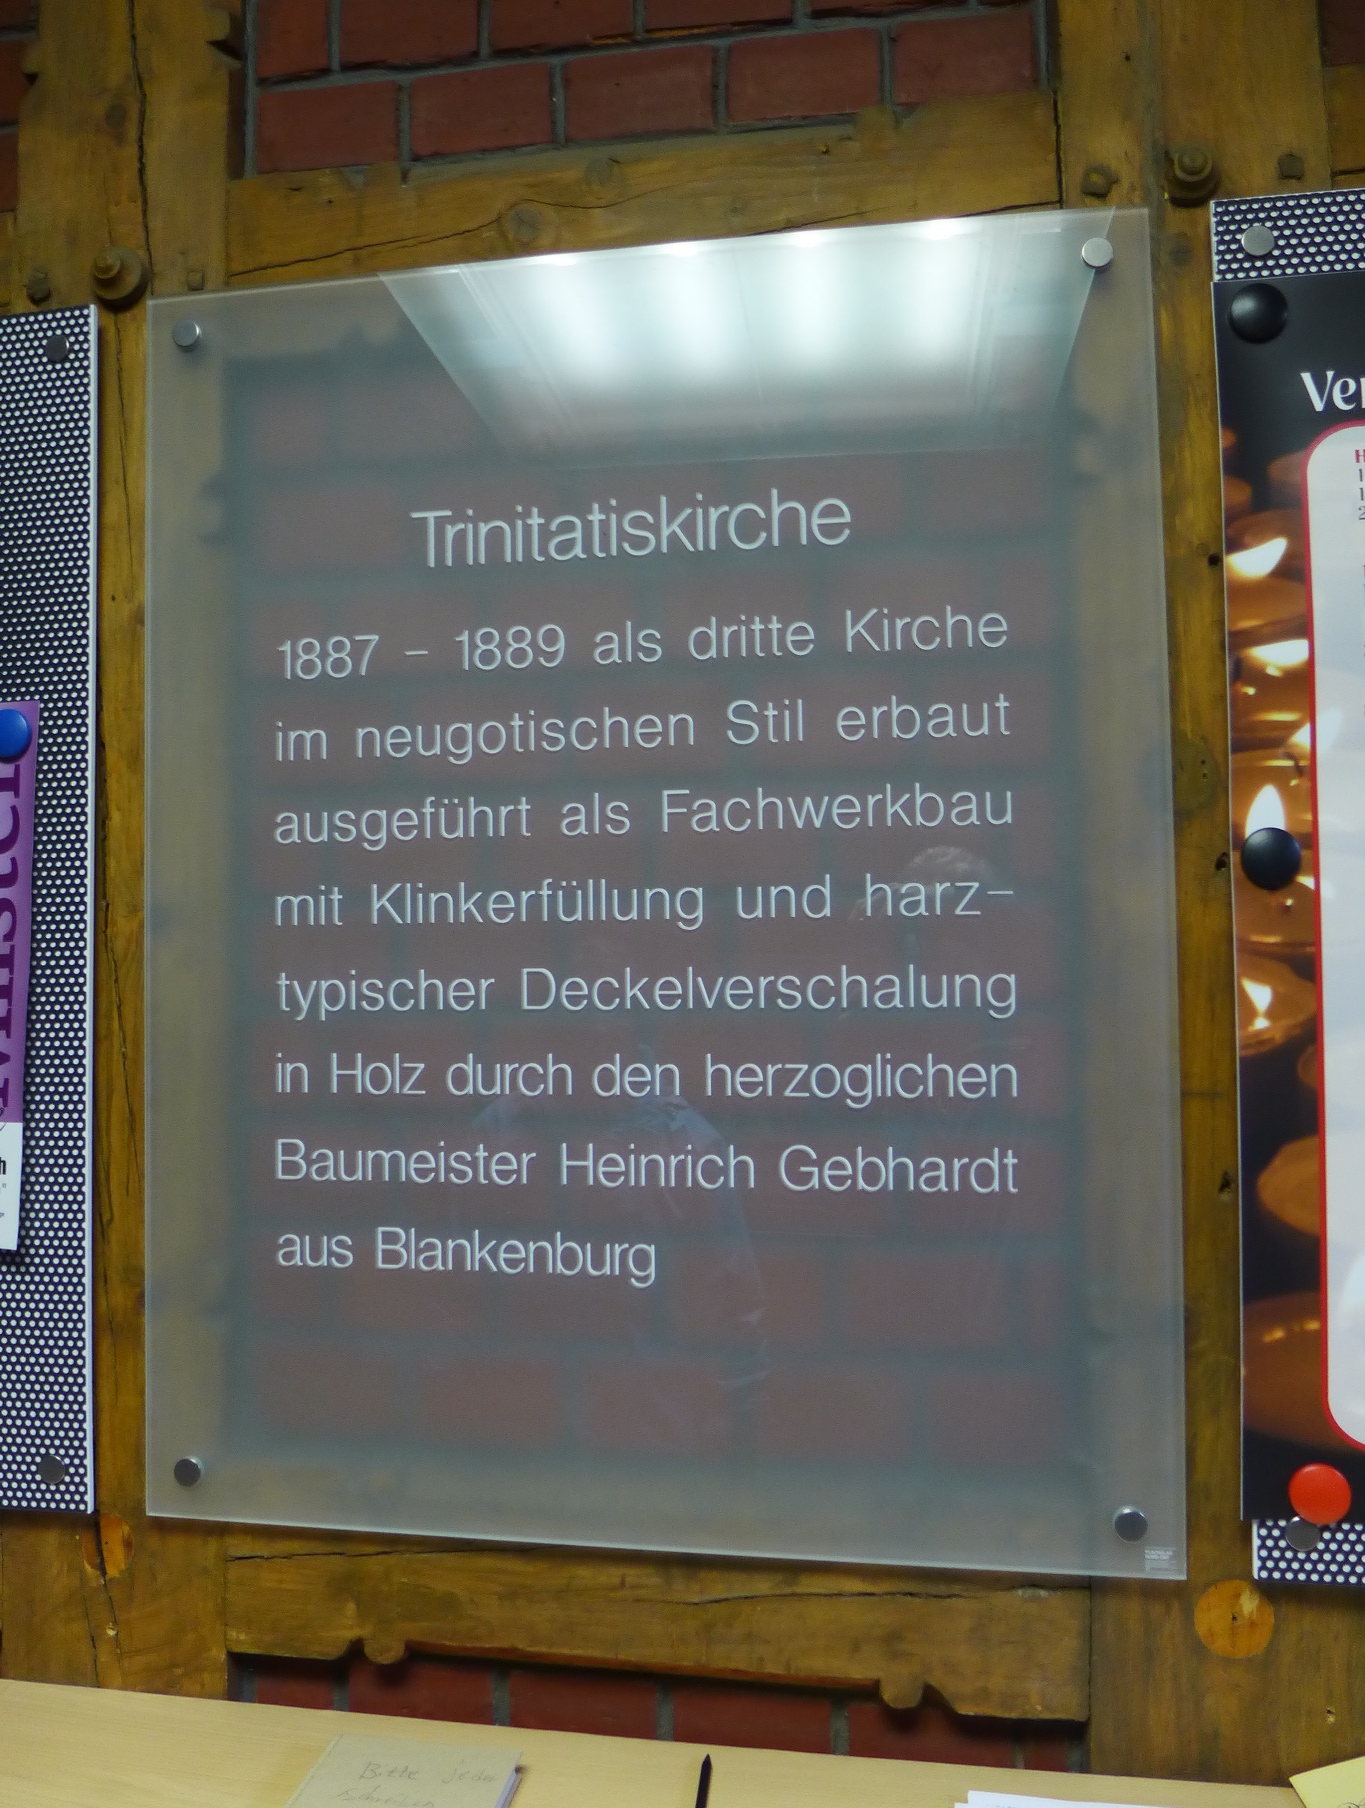 Trinitatiskirche
1887 – 1889 als dritte Kirche
im neugotischen Stil erbaut
ausgeführt als Fachwerkbau
mit Klinkerfüllung und harz–
typischer Deckelverschalung
in Holz durch den herzoglichen
Baumeister Heinrich Gebhardt
aus Blankenburg
Bitte